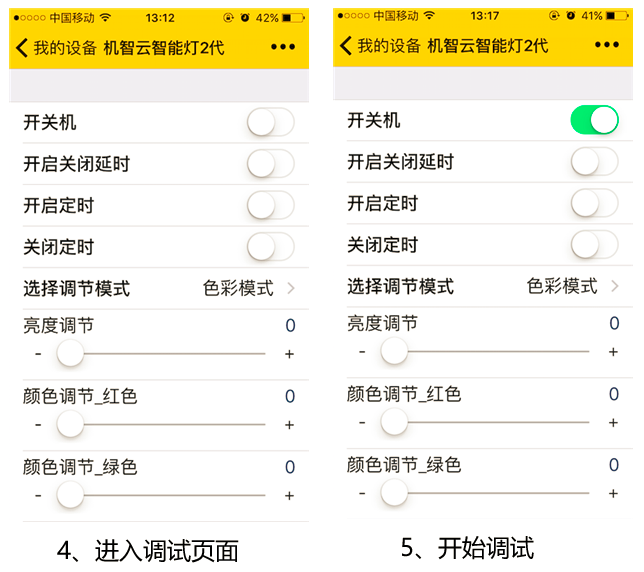 中国移动 13:12 42%
我的设备 机智云智能灯2代
开关机
开启关闭延时
开启定时
关闭定时
选择调节模式 色彩模式
亮度调节 0
- +
颜色调节_红色 0
- +
颜色调节_绿色 0
- +
4、进入调试页面
中国移动 13:17 41%
我的设备 机智云智能灯2代
开关机
开启关闭延时
开启定时
关闭定时
选择调节模式 色彩模式
亮度调节 0
- +
颜色调节_红色 0
- +
颜色调节_绿色 0
- +
5、开始调试